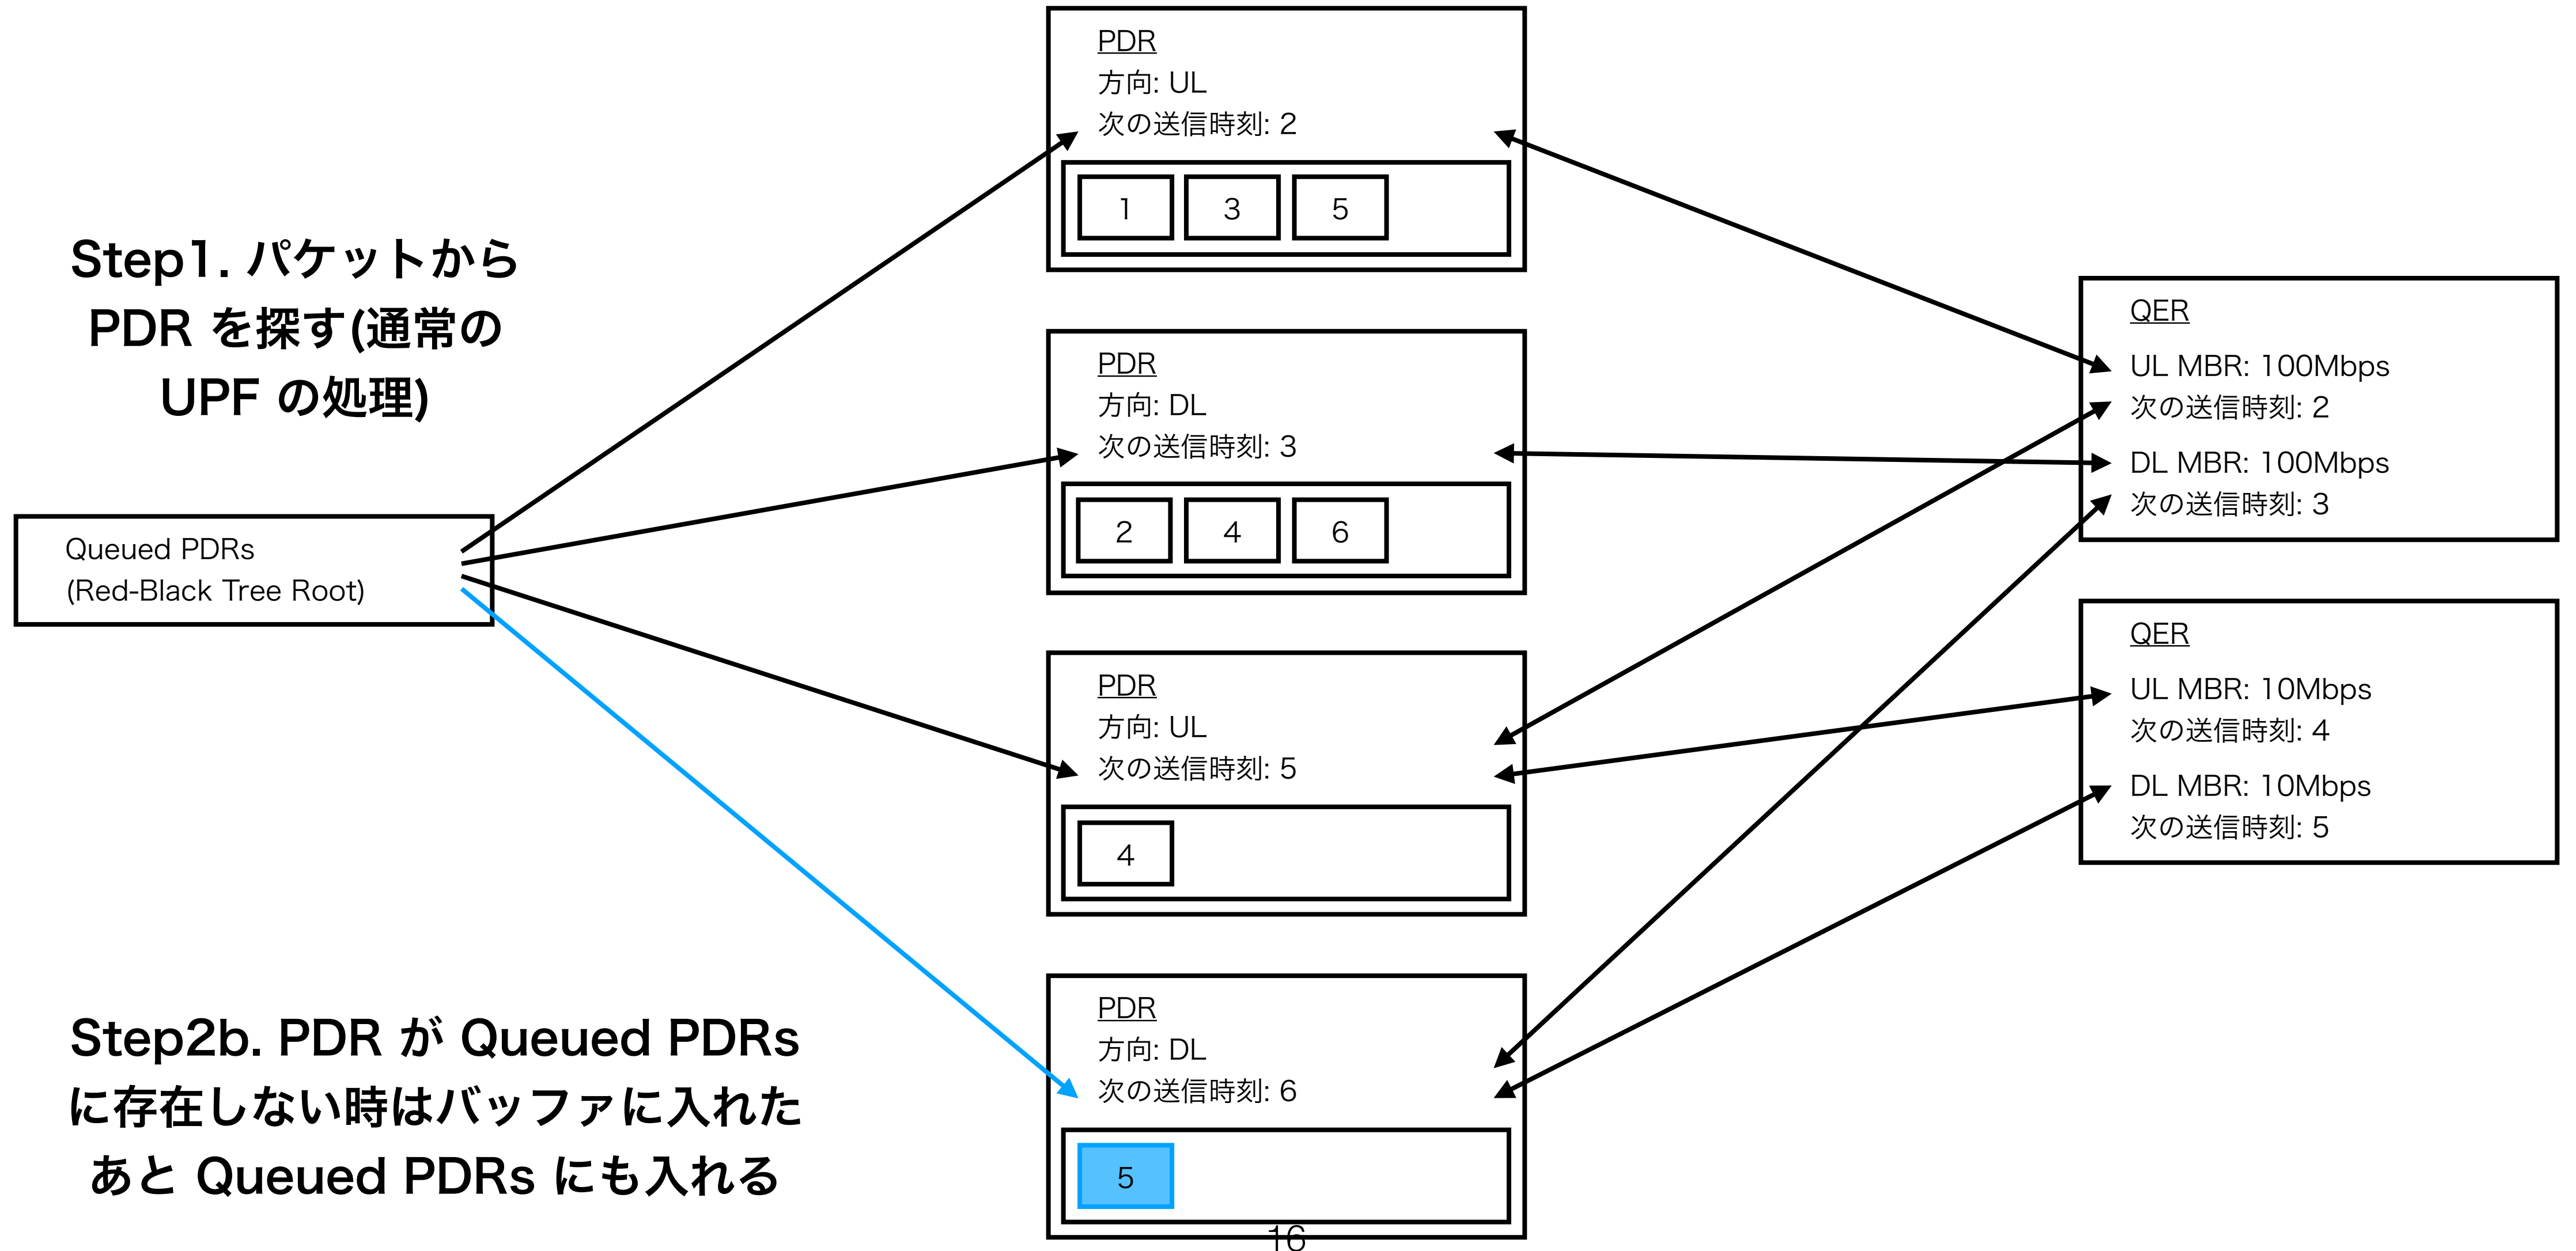 Step1. パケットから
PDR を探す(通常の
UPF の処理)
Queued PDRs
(Red-Black Tree Root)
Step2b. PDR が Queued PDRs
に存在しない時はバッファに入れた
あと Queued PDRs にも入れる
PDR
方向: UL
次の送信時刻: 2
1 3 5
PDR
方向: DL
次の送信時刻: 3
2 4 6
PDR
方向: UL
次の送信時刻: 5
4
PDR
方向: DL
次の送信時刻: 6
5
QER
UL MBR: 100Mbps
次の送信時刻: 2
DL MBR: 100Mbps
次の送信時刻: 3
QER
UL MBR: 10Mbps
次の送信時刻: 4
DL MBR: 10Mbps
次の送信時刻: 5
16